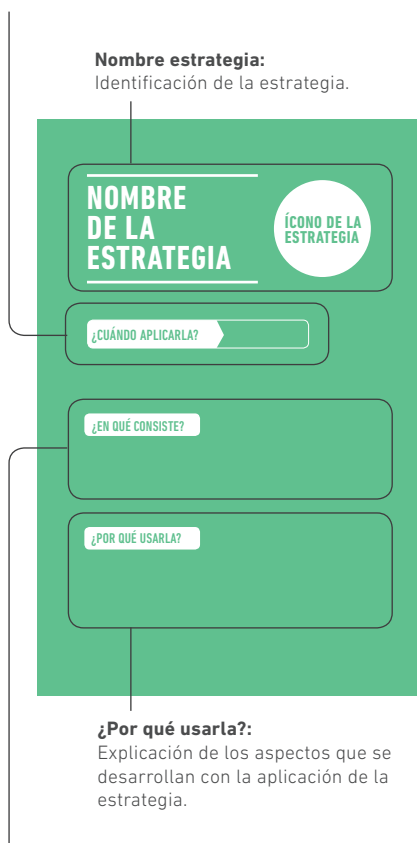 Nombre estrategia:
Identificación de la estrategia.
NOMBRE
DE LA
ESTRATEGIA
ÍCONO DE LA
ESTRATEGIA
¿CUÁNDO APLICARLA?
¿EN QUÉ CONSISTE?
¿POR QUÉ USARLA?
¿Por qué usarla?:
Explicación de los aspectos que se
desarrollan con la aplicación de la
estrategia.